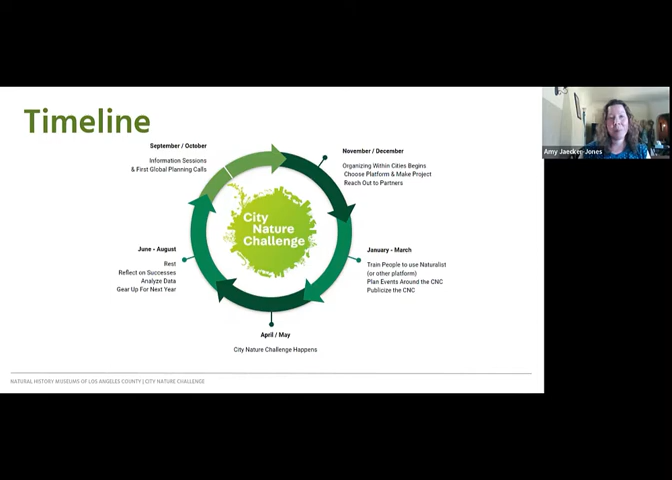 Timeline
September / October
Information Sessions
& First Global Planning Calls
November / December
Organizing Within Cities Begins
Choose Platform & Make Project
Reach Out to Partners
City
Nature
Challenge
January - March
Train People to use Naturalist
(or other platform)
Plan Events Around the CNC
Publicize the CNC
June - August
Rest
Reflect on Successes
Analyze Data
Gear Up For Next Year
April / May
City Nature Challenge Happens
NATURAL HISTORY MUSEUMS OF LOS ANGELES COUNTY | CITY NATURE CHALLENGE
Amy Jaecker-Jones